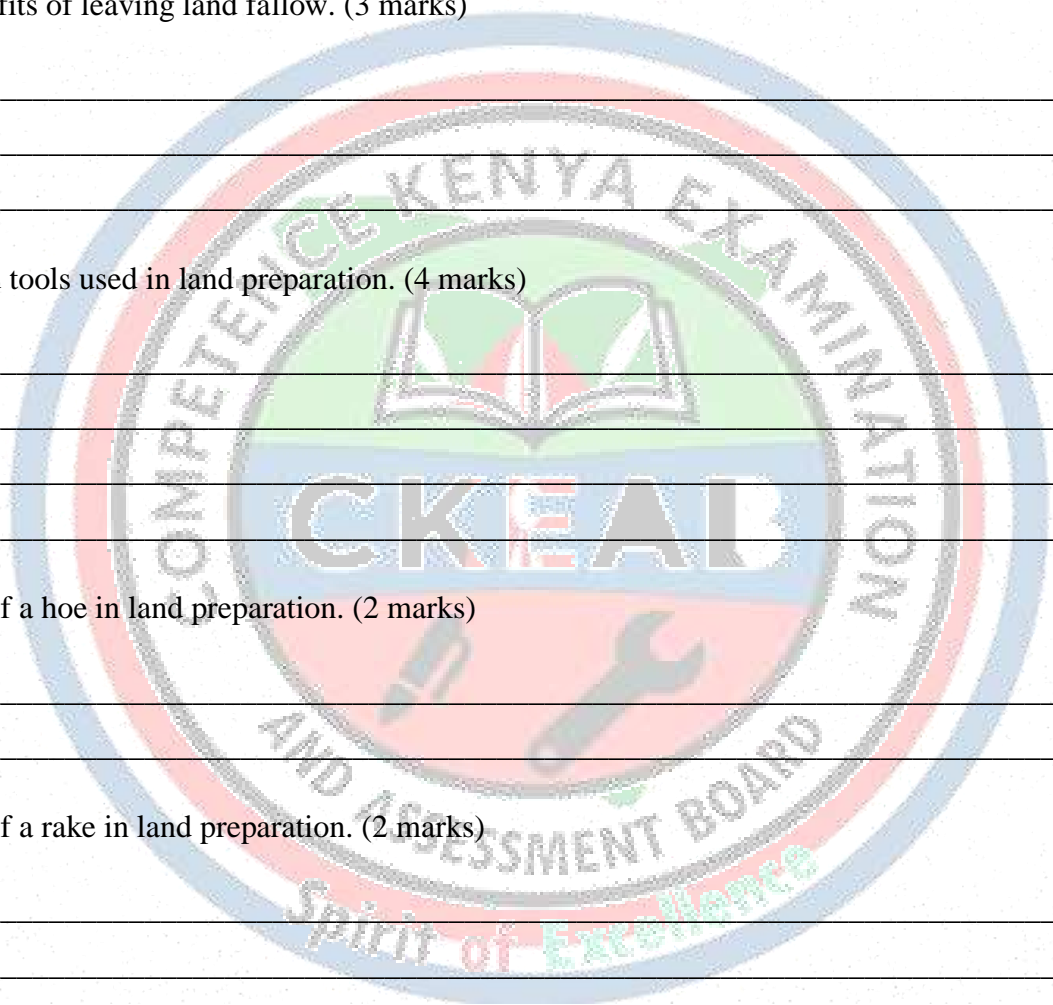 fits of leaving land fallow. (3 marks)
COMPETENCE KENYA EXAMINATION
tools used in land preparation. (4 marks)
CKEAB
f a hoe in land preparation. (2 marks)
AND ASSESSMENT BOARD
f a rake in land preparation. (2 marks)
Spirit of Excellence